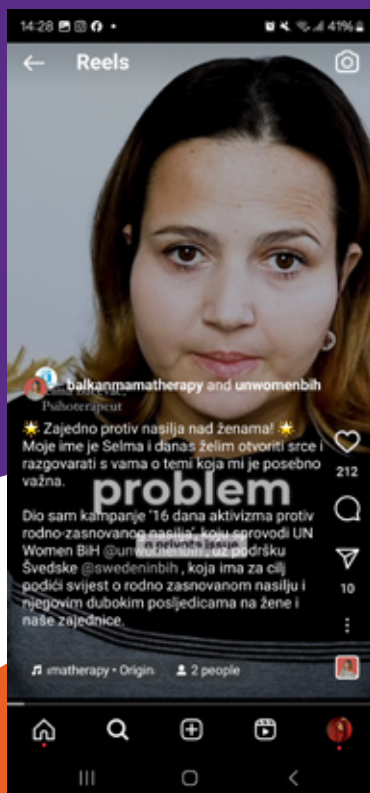 14:28
41%
Reels
balkanmamatherapy and unwomenbih
Psihoterapeut
🌟 Zajedno protiv nasilja nad ženama! 🌟
Moje ime je Selma i danas želim otvoriti srce i
razgovarati s vama o temi koja mi je posebno
važna.
212
problem
Dio sam kampanje '16 dana aktivizma protiv
rodno-zasnovanog nasilja', koju sprovodi UN
Women BiH @unwomenbih, uz podršku
Švedske @swedeninbih , koja ima za cilj
podići svijest o rodno zasnovanom nasilju i
njegovim dubokim posljedicama na žene i
naše zajednice.
private issue
10
matherapy • Origin
2 people